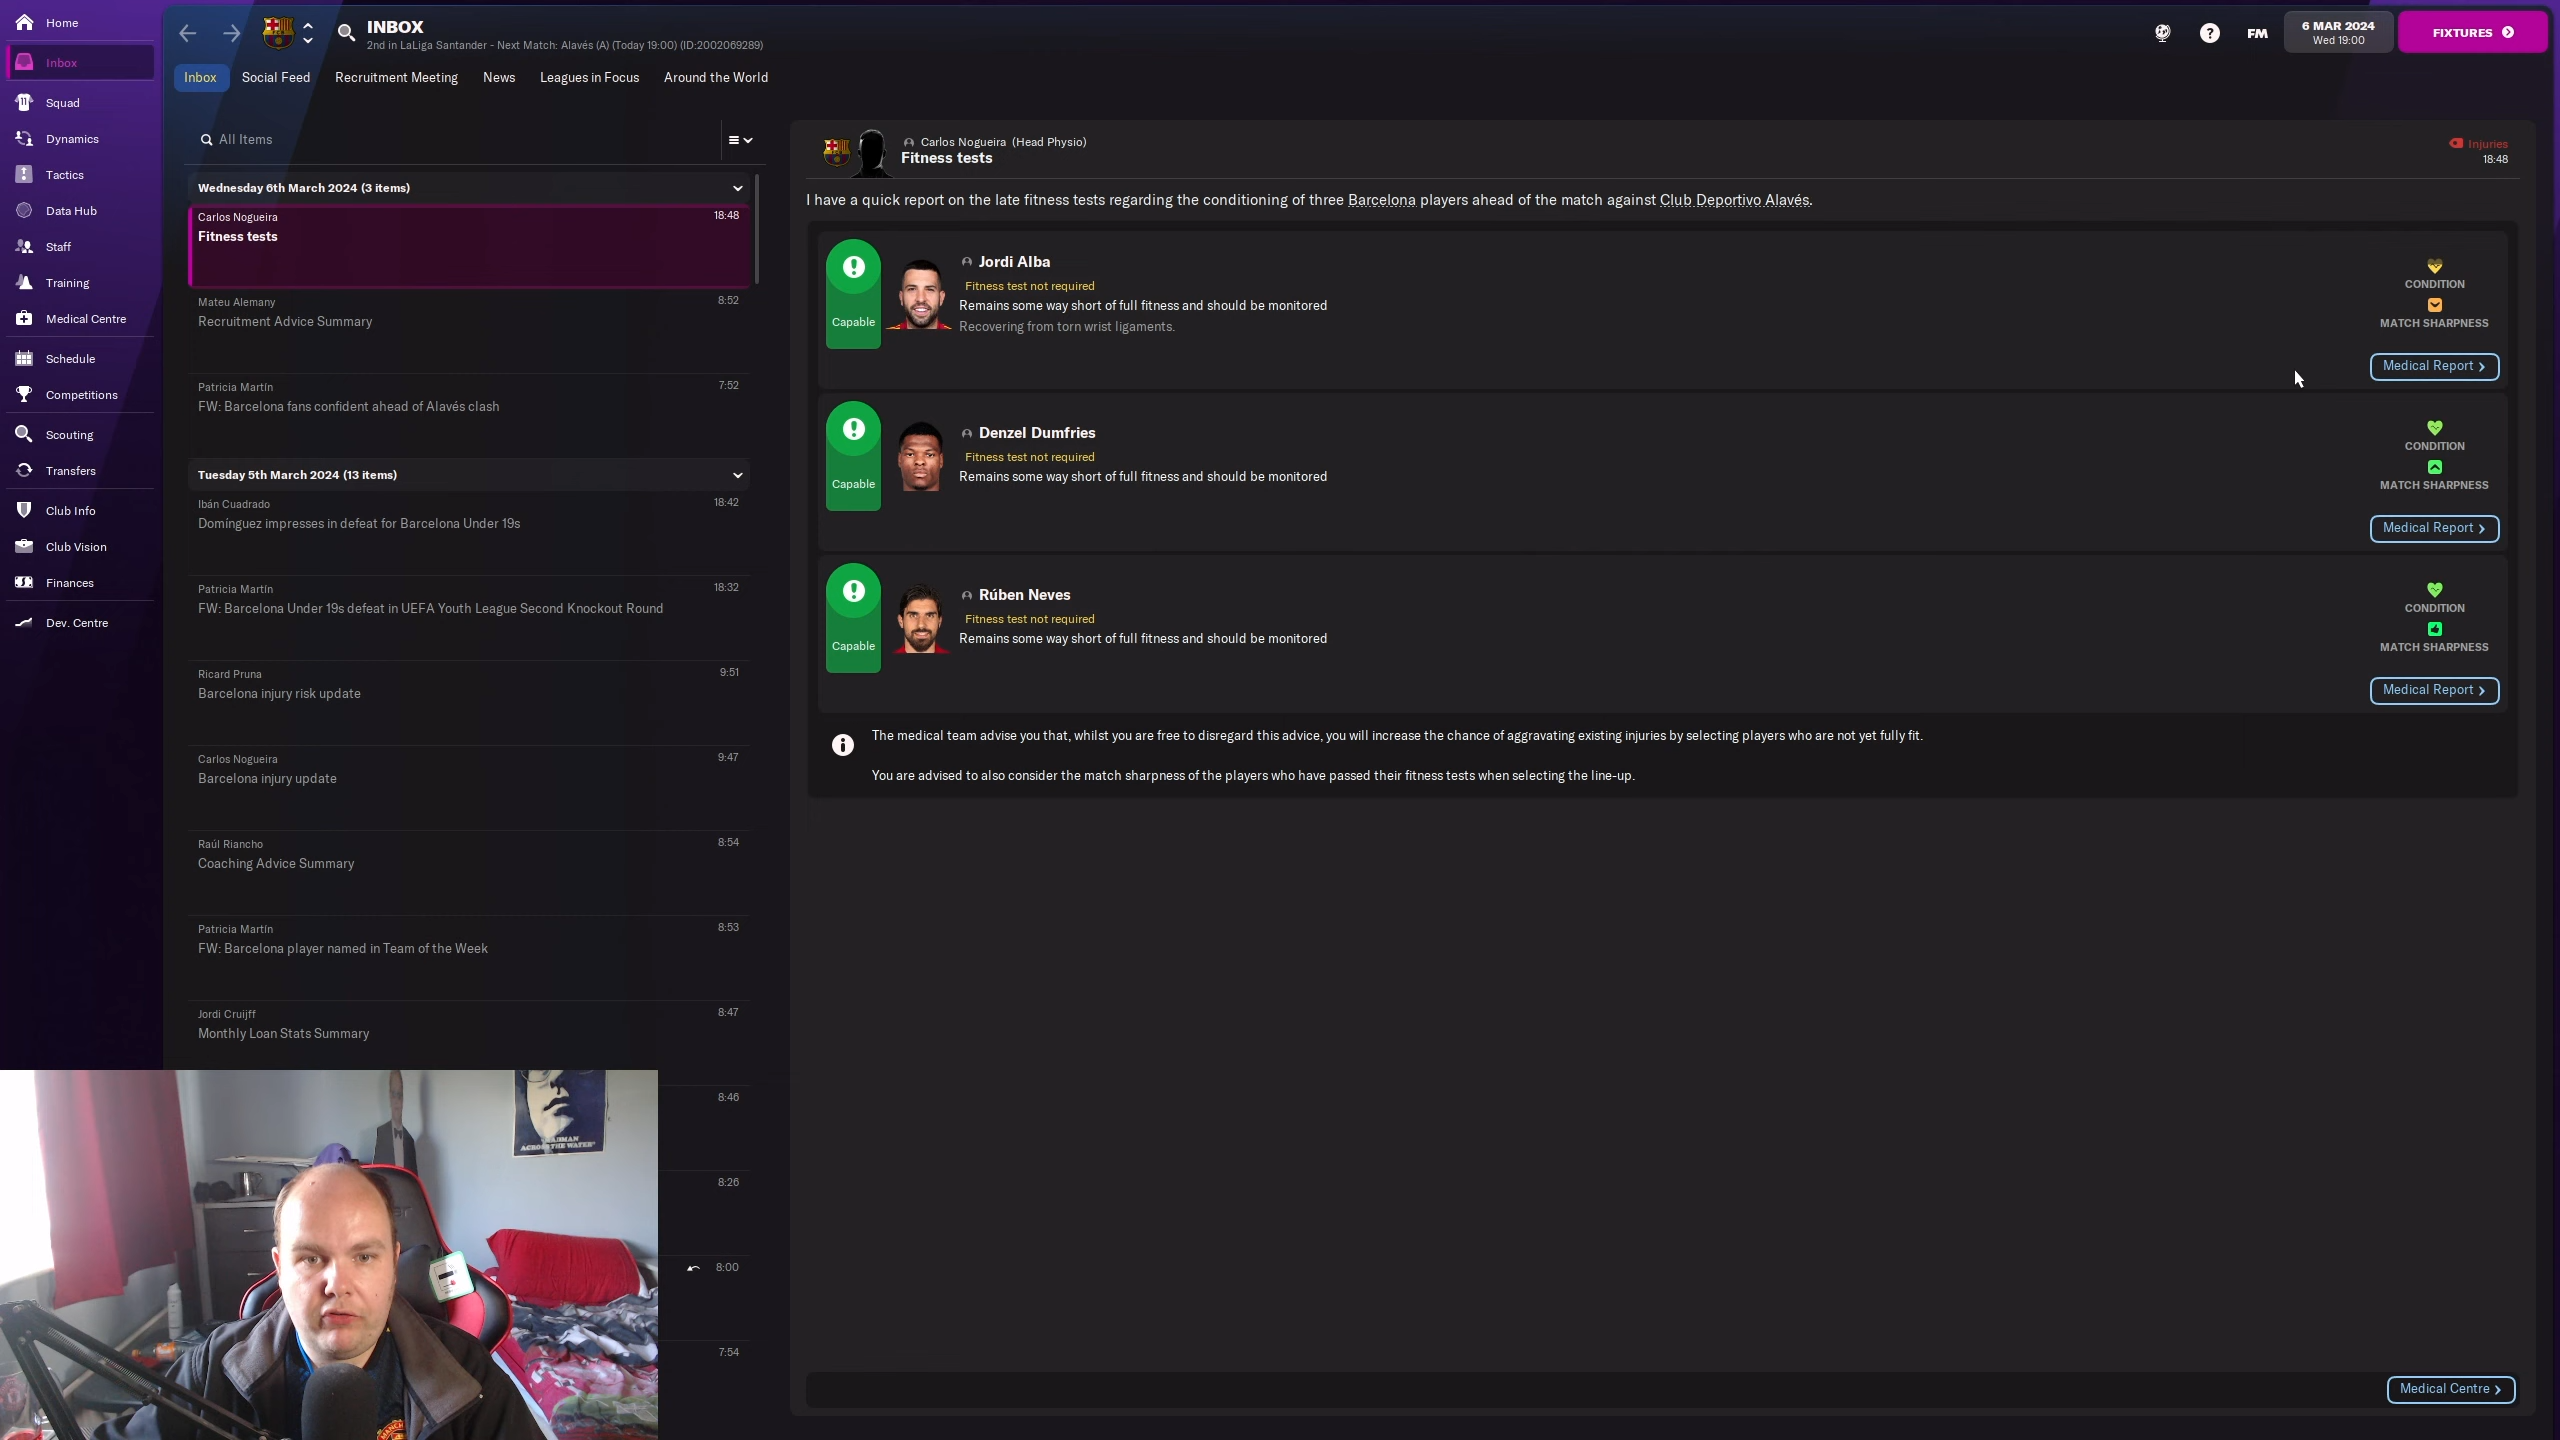 Home
Inbox
Squad
Dynamics
Tactics
Data Hub
Staff
Training
Medical Centre
Schedule
Competitions
Scouting
Transfers
Club Info
Club Vision
Finances
Dev. Centre
INBOX
2nd in LaLiga Santander - Next Match: Alavés (A) (Today 19:00) (ID:2002069289)
FM
6 MAR 2024
Wed 19:00
FIXTURES
Inbox Social Feed Recruitment Meeting News Leagues in Focus Around the World
All Items
Wednesday 6th March 2024 (3 items)
Carlos Nogueira 18:48
Fitness tests
Mateu Alemany 8:52
Recruitment Advice Summary
Patricia Martín 7:52
FW: Barcelona fans confident ahead of Alavés clash
Tuesday 5th March 2024 (13 items)
Ibán Cuadrado 18:42
Domínguez impresses in defeat for Barcelona Under 19s
Patricia Martín 18:32
FW: Barcelona Under 19s defeat in UEFA Youth League Second Knockout Round
Ricard Pruna 9:51
Barcelona injury risk update
Carlos Nogueira 9:47
Barcelona injury update
Raúl Riancho 8:54
Coaching Advice Summary
Patricia Martín 8:53
FW: Barcelona player named in Team of the Week
Jordi Cruijff 8:47
Monthly Loan Stats Summary
8:46
8:26
8:00
7:54
Carlos Nogueira (Head Physio)
Fitness tests
Injuries
18:48
I have a quick report on the late fitness tests regarding the conditioning of three Barcelona players ahead of the match against Club Deportivo Alavés.
Capable
Jordi Alba
Fitness test not required
Remains some way short of full fitness and should be monitored
Recovering from torn wrist ligaments.
CONDITION
MATCH SHARPNESS
Medical Report
Capable
Denzel Dumfries
Fitness test not required
Remains some way short of full fitness and should be monitored
CONDITION
MATCH SHARPNESS
Medical Report
Capable
Rúben Neves
Fitness test not required
Remains some way short of full fitness and should be monitored
CONDITION
MATCH SHARPNESS
Medical Report
The medical team advise you that, whilst you are free to disregard this advice, you will increase the chance of aggravating existing injuries by selecting players who are not yet fully fit.
You are advised to also consider the match sharpness of the players who have passed their fitness tests when selecting the line-up.
Medical Centre
MADMAN
ACROSS THE WATER